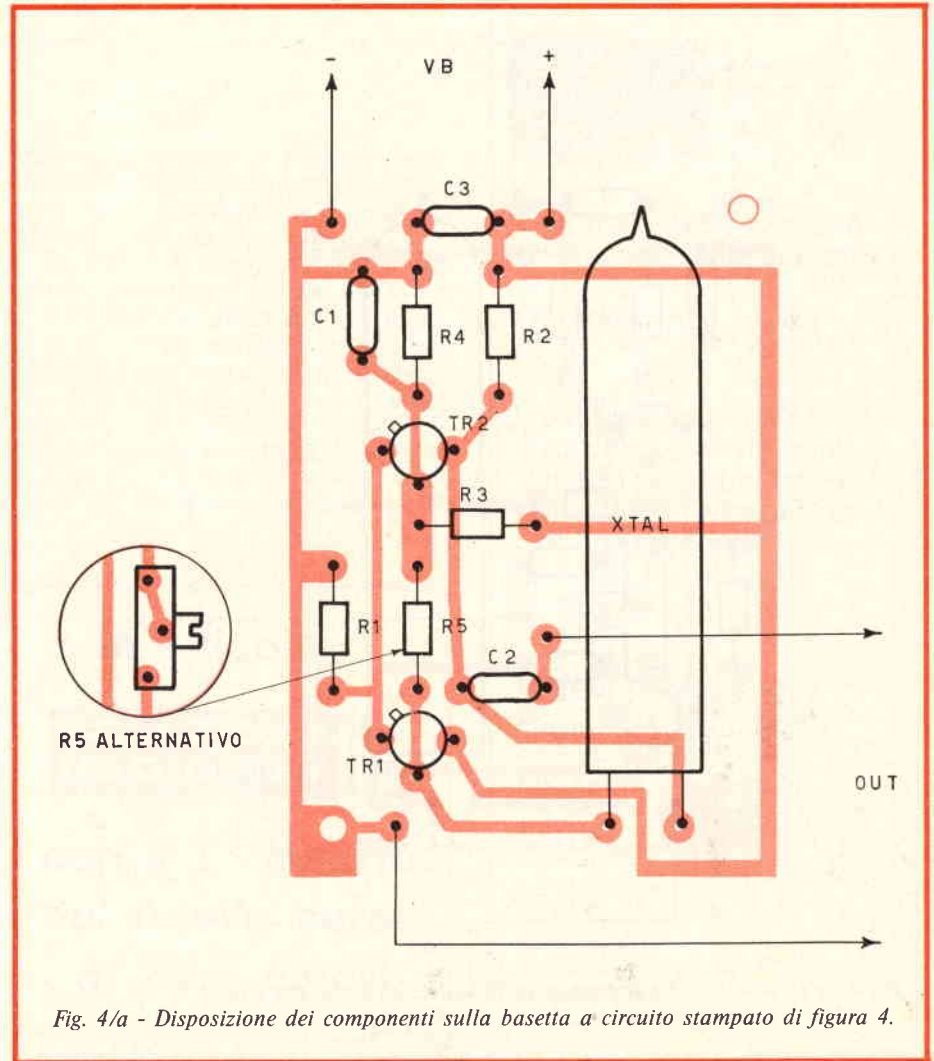 - VB +
C3
C1
R4
R2
TR2
R3
XTAL
R1
R5
C2
R5 ALTERNATIVO
TR1
OUT
Fig. 4/a - Disposizione dei componenti sulla basetta a circuito stampato di figura 4.